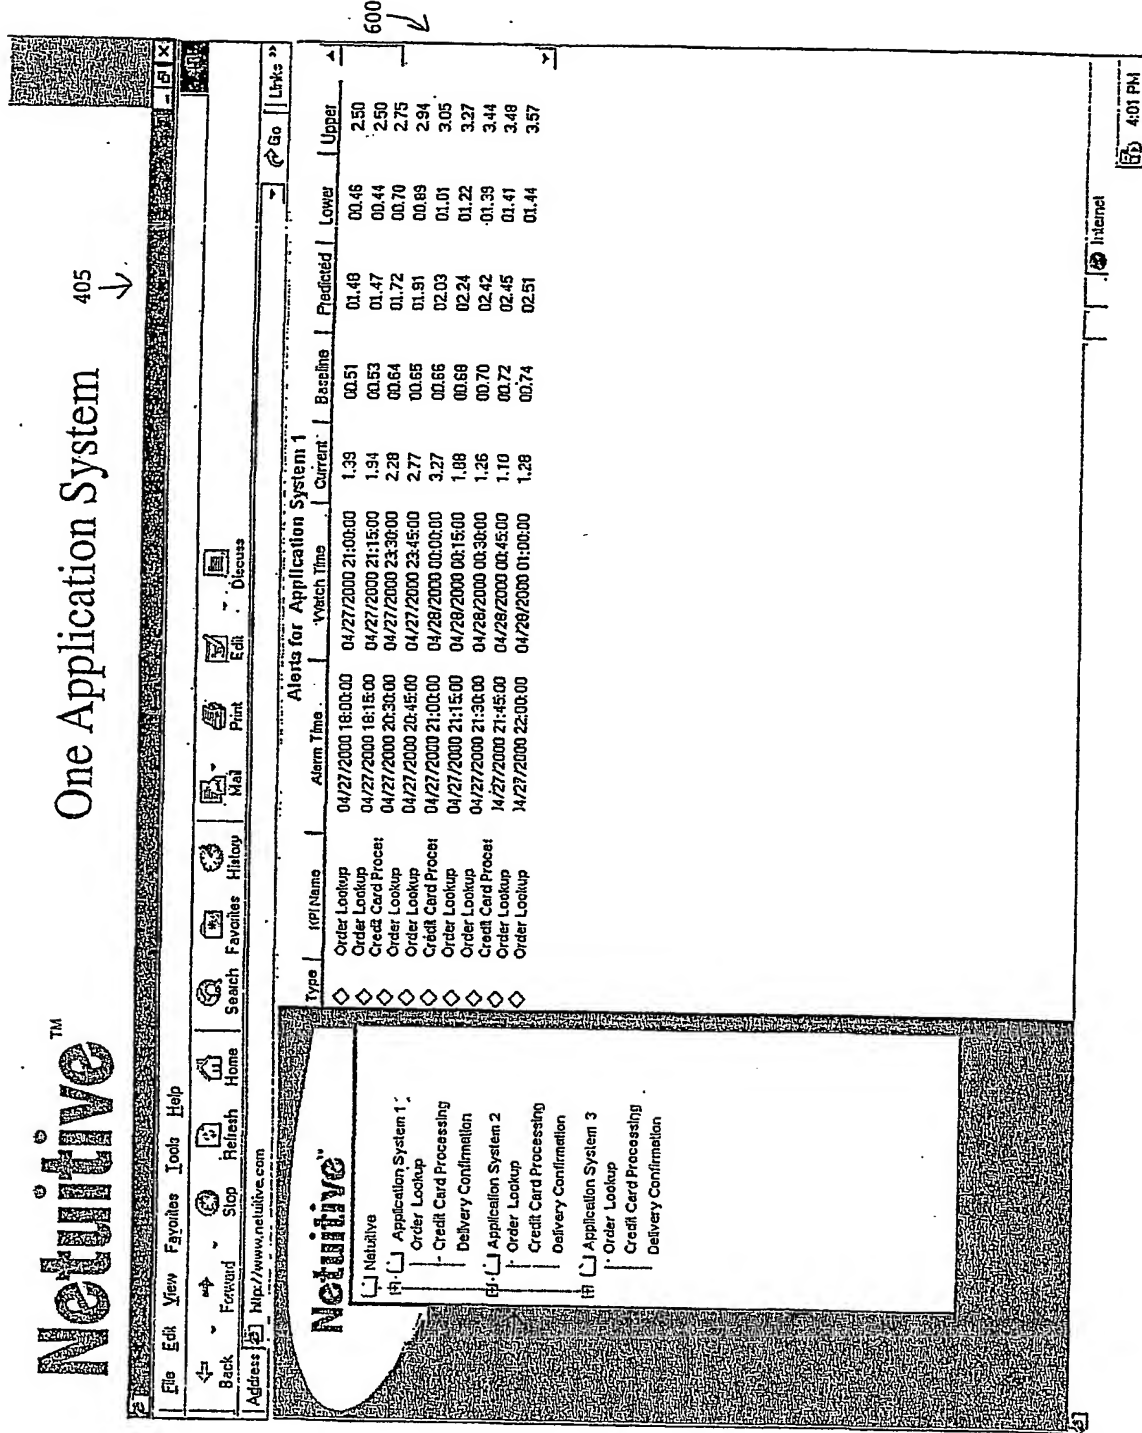 Netuitive™
One Application System
405
600
File Edit View Favorites Tools Help
Back Forward Stop Refresh Home Search Favorites History Mail Print Edit Discuss
Address http://www.netuitive.com Go Links »
Netuitive™
Netuitive
Application System 1
Order Lookup
Credit Card Processing
Delivery Confirmation
Application System 2
Order Lookup
Credit Card Processing
Delivery Confirmation
Application System 3
Order Lookup
Credit Card Processing
Delivery Confirmation
Alerts for Application System 1
Type KPI Name Alarm Time Watch Time Current Baseline Predicted Lower Upper
Order Lookup 04/27/2000 18:00:00 04/27/2000 21:00:00 1.39 00.51 01.48 00.46 2.50
Order Lookup 04/27/2000 18:15:00 04/27/2000 21:15:00 1.94 00.53 01.47 00.44 2.50
Credit Card Proces 04/27/2000 20:30:00 04/27/2000 23:30:00 2.28 00.64 01.72 00.70 2.75
Order Lookup 04/27/2000 20:45:00 04/27/2000 23:45:00 2.77 00.65 01.91 00.89 2.94
Order Lookup 04/27/2000 21:00:00 04/28/2000 00:00:00 3.27 00.66 02.03 01.01 3.05
Credit Card Proces 04/27/2000 21:15:00 04/28/2000 00:15:00 1.88 00.68 02.24 01.22 3.27
Order Lookup 04/27/2000 21:30:00 04/28/2000 00:30:00 1.26 00.70 02.42 01.39 3.44
Order Lookup 04/27/2000 21:45:00 04/28/2000 00:45:00 1.10 00.72 02.45 01.41 3.48
Credit Card Proces 04/27/2000 22:00:00 04/28/2000 01:00:00 1.28 00.74 02.51 01.44 3.57
Order Lookup
Order Lookup
Internet
4:01 PM